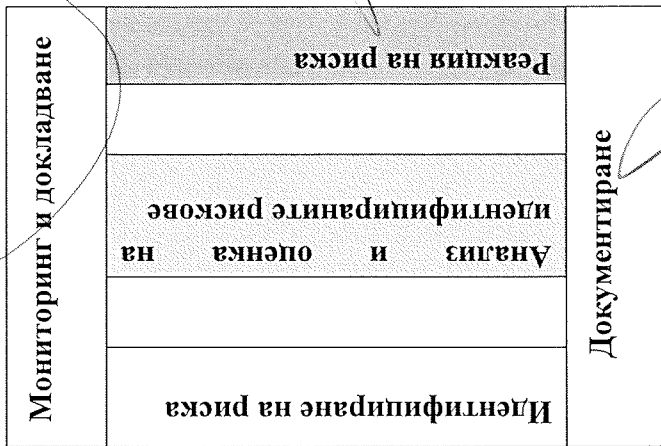 Документиране
Идентифициране на риска
Анализ и оценка на
идентифицираните рискове
Реакция на риска
Мониторинг и докладване